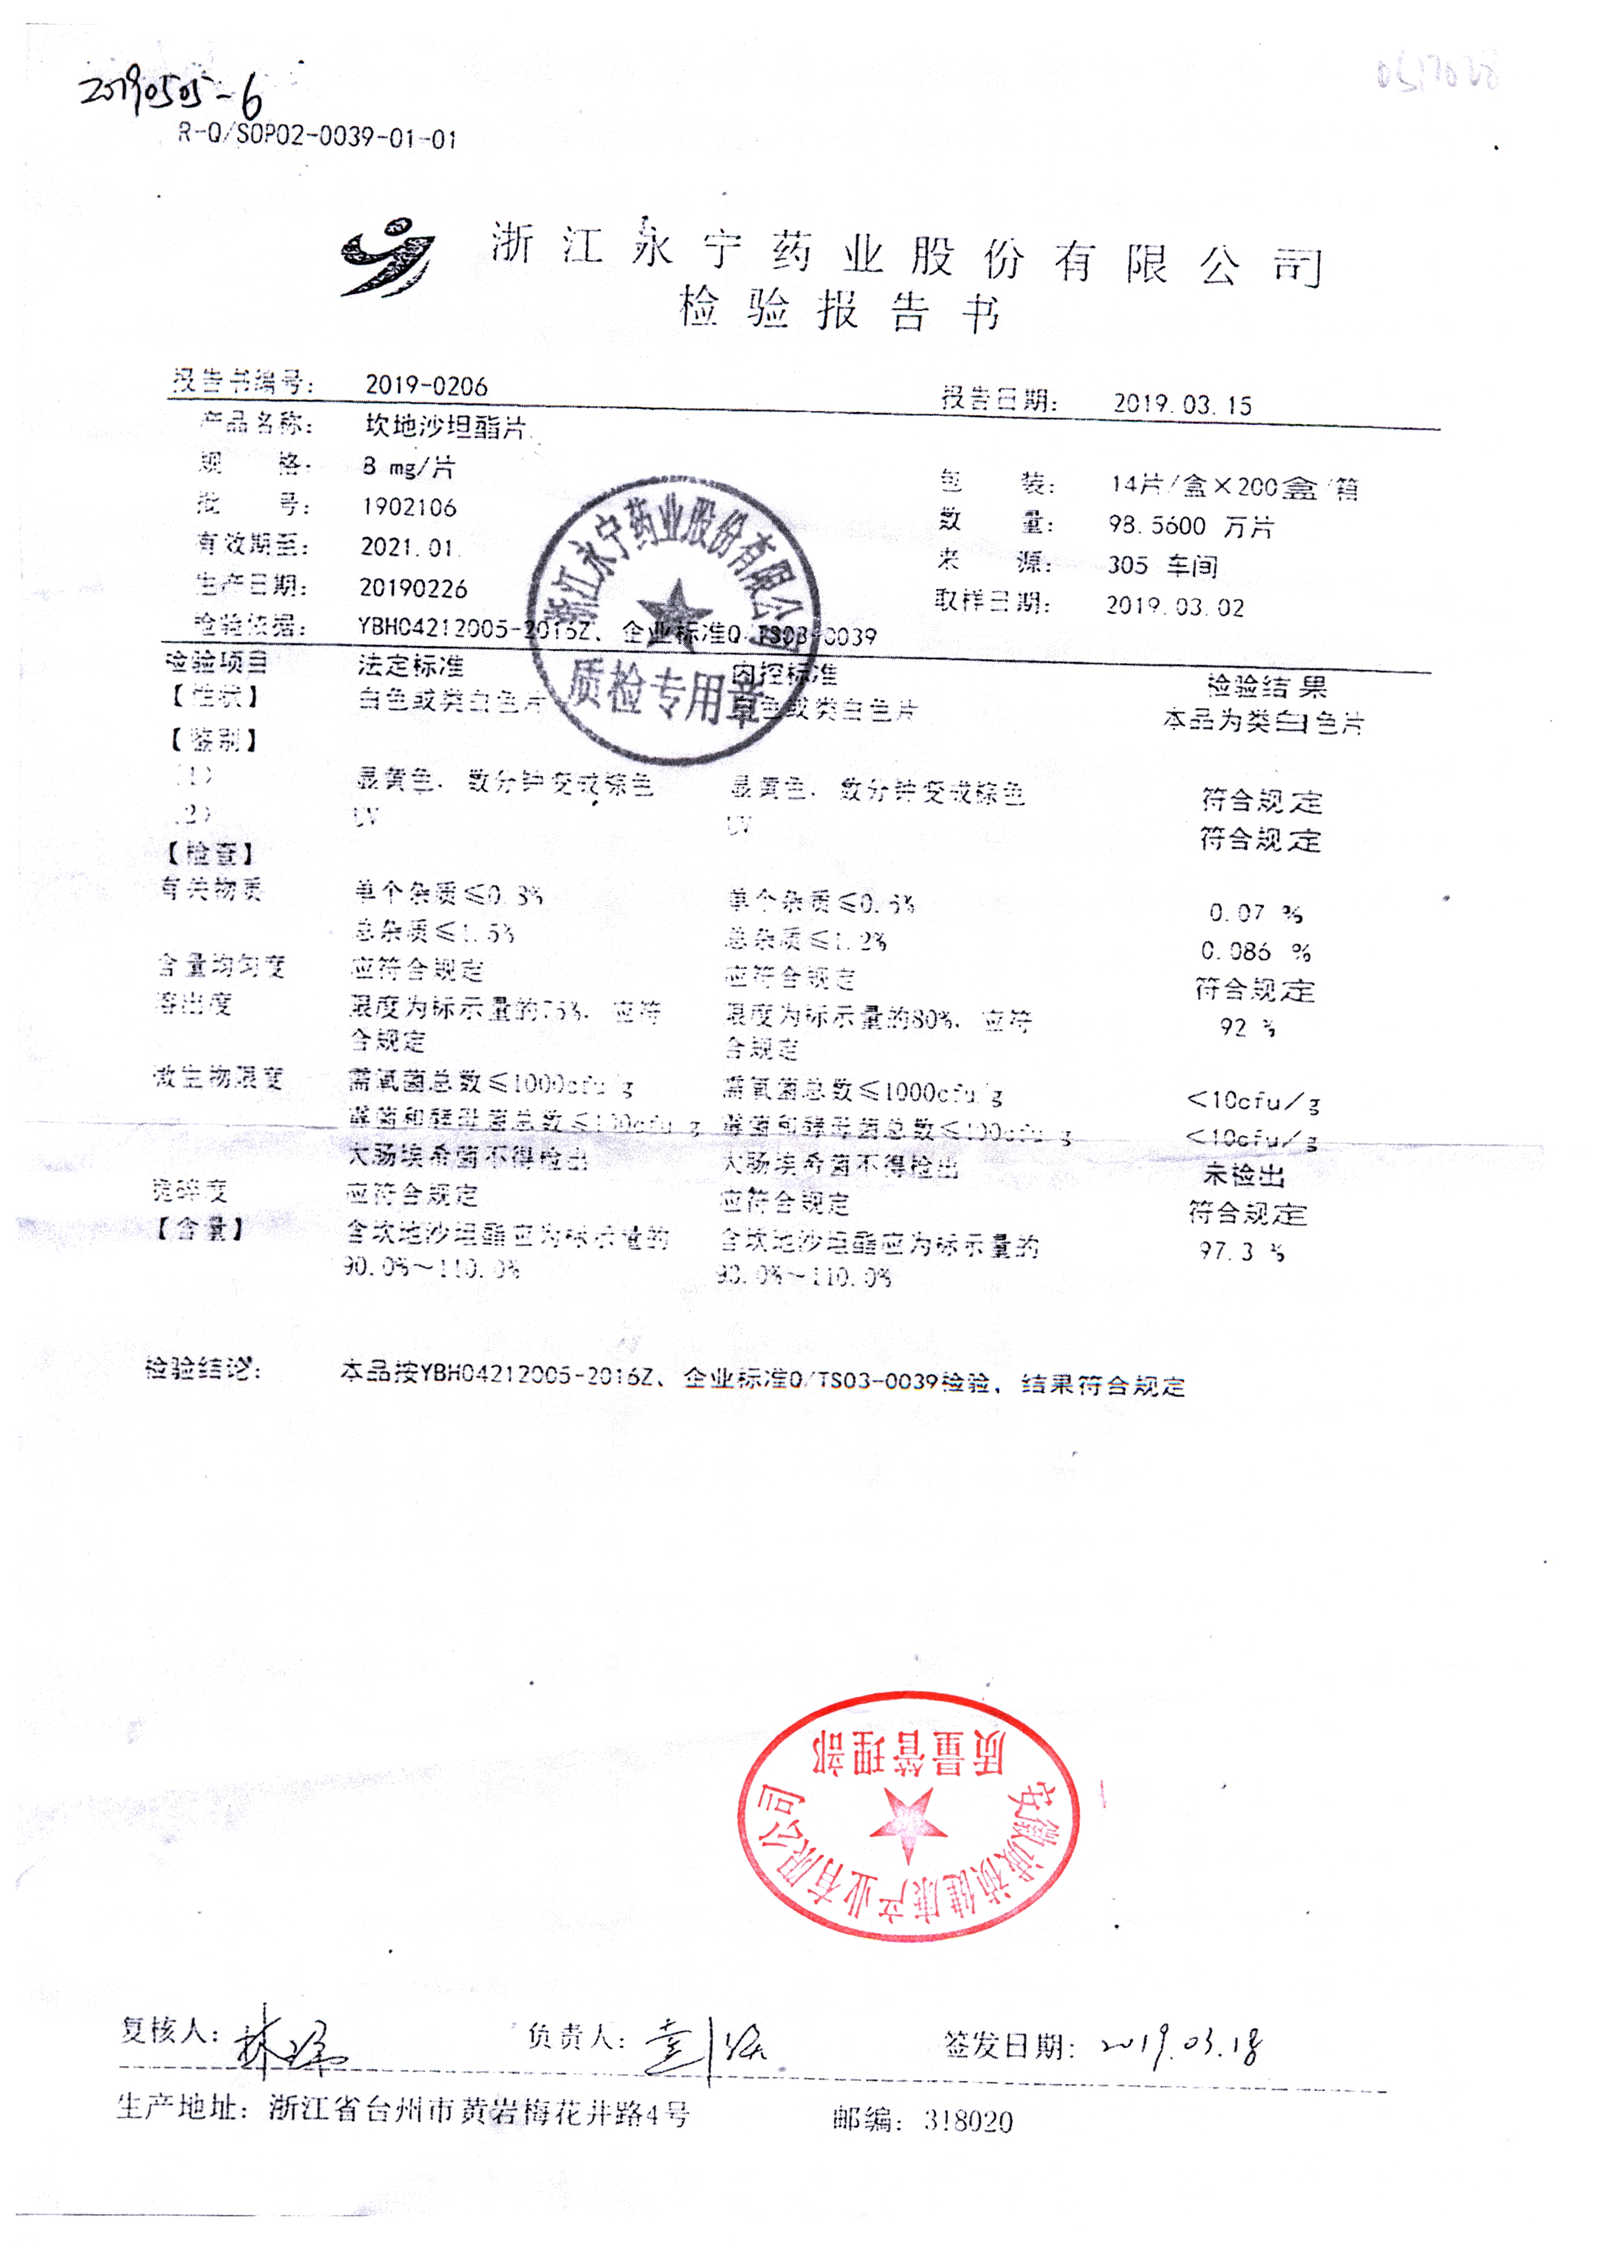 20190505-6
R-Q/SOP02-0039-01-01
浙江永宁药业股份有限公司
检验报告书
报告书编号： 2019-0206 报告日期： 2019.03.15
产品名称： 坎地沙坦酯片
规 格： 8 mg/片 包 装： 14片/盒×200盒/箱
批 号： 1902106 数 量： 98.5600 万片
有效期至： 2021.01. 来 源： 305 车间
生产日期： 20190226 取样日期： 2019.03.02
检验依据： YBH04212005-2016Z、企业标准Q/TS03-0039
检验项目 法定标准 内控标准 检验结果
【性状】 白色或类白色片 白色或类白色片 本品为类白色片
【鉴别】
(1) 显黄色，数分钟变成棕色 显黄色，数分钟变成棕色 符合规定
(2) UV UV 符合规定
【检查】
有关物质 单个杂质≤0.8% 单个杂质≤0.6% 0.07 %
总杂质≤1.5% 总杂质≤1.2% 0.086 %
含量均匀度 应符合规定 应符合规定 符合规定
溶出度 限度为标示量的75%，应符 限度为标示量的80%，应符 92 %
合规定 合规定
微生物限度 需氧菌总数≤1000cfu/g 需氧菌总数≤1000cfu/g <10cfu/g
霉菌和酵母菌总数≤100cfu/g 霉菌和酵母菌总数≤100cfu/g <10cfu/g
大肠埃希菌不得检出 大肠埃希菌不得检出 未检出
脆碎度 应符合规定 应符合规定 符合规定
【含量】 含坎地沙坦酯应为标示量的 含坎地沙坦酯应为标示量的 97.3 %
90.0%～110.0% 90.0%～110.0%
检验结论： 本品按YBH04212005-2016Z、企业标准Q/TS03-0039检验，结果符合规定
浙江永宁药业股份有限公司
质检专用章
质量管理部
复核人： 负责人： 签发日期： 2019.03.18
生产地址：浙江省台州市黄岩梅花井路4号 邮编：318020